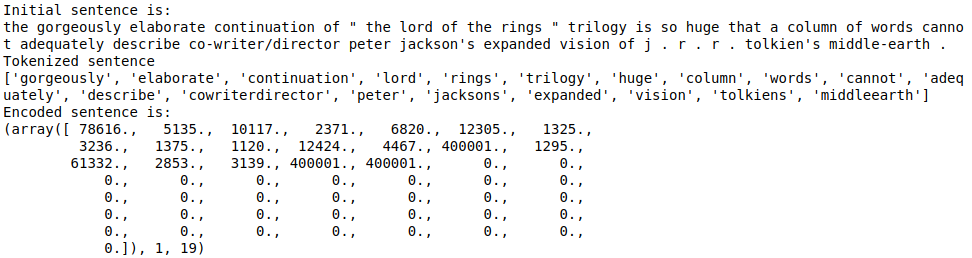 Initial sentence is:
the gorgeously elaborate continuation of " the lord of the rings " trilogy is so huge that a column of words canno
t adequately describe co-writer/director peter jackson's expanded vision of j . r . r . tolkien's middle-earth .
Tokenized sentence
['gorgeously', 'elaborate', 'continuation', 'lord', 'rings', 'trilogy', 'huge', 'column', 'words', 'cannot', 'adeq
uately', 'describe', 'cowriterdirector', 'peter', 'jacksons', 'expanded', 'vision', 'tolkiens', 'middleearth']
Encoded sentence is:
(array([ 78616., 5135., 10117., 2371., 6820., 12305., 1325.,
3236., 1375., 1120., 12424., 4467., 400001., 1295.,
61332., 2853., 3139., 400001., 400001., 0., 0.,
0., 0., 0., 0., 0., 0., 0.,
0., 0., 0., 0., 0., 0., 0.,
0., 0., 0., 0., 0., 0., 0.,
0., 0., 0., 0., 0., 0., 0.,
0.]), 1, 19)